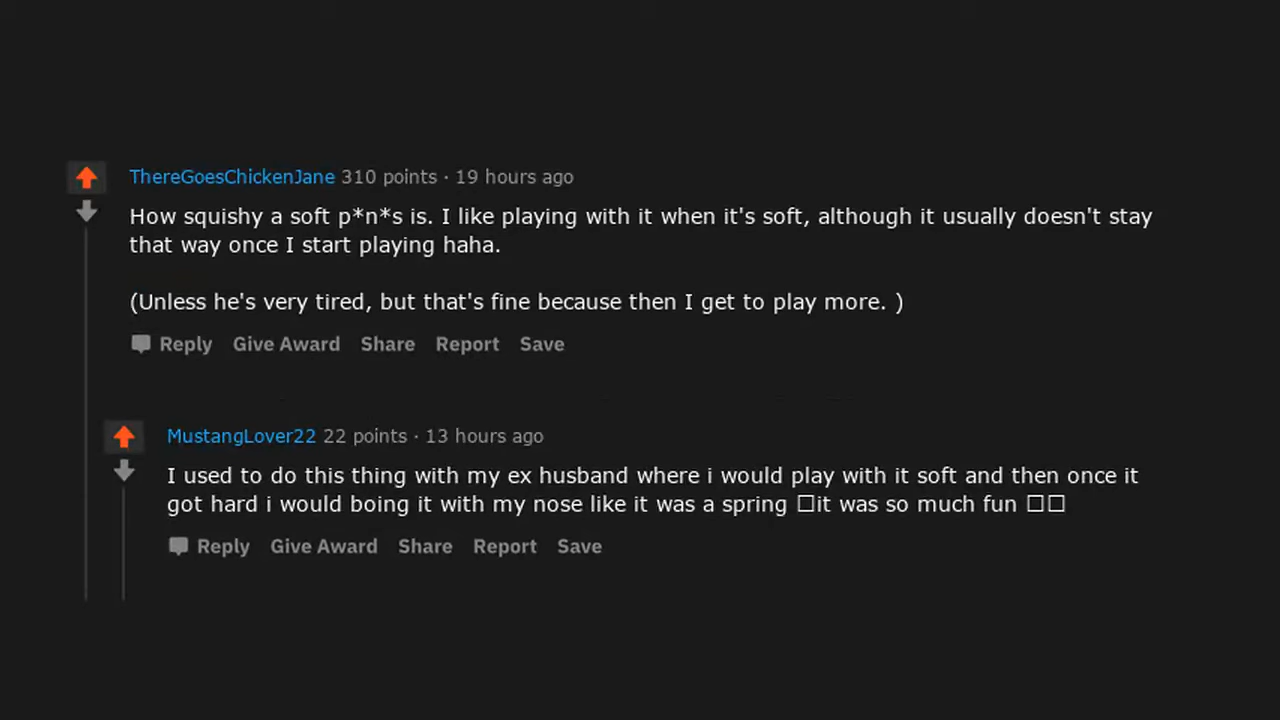 ThereGoesChickenJane 310 points · 19 hours ago
How squishy a soft p*n*s is. I like playing with it when it's soft, although it usually doesn't stay
that way once I start playing haha.
(Unless he's very tired, but that's fine because then I get to play more. )
Reply Give Award Share Report Save
MustangLover22 22 points · 13 hours ago
I used to do this thing with my ex husband where i would play with it soft and then once it
got hard i would boing it with my nose like it was a spring □it was so much fun □□
Reply Give Award Share Report Save